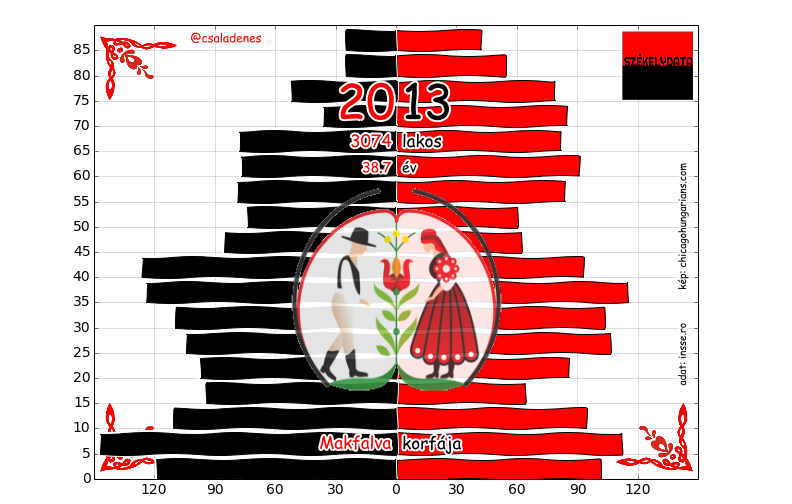 @csaladenes
SZÉKELYDATA
2013
3074 lakos
38.7 év
kép: chicagohungarians.com
adat: insse.ro
Makfalva korfája
85
80
75
70
65
60
55
50
45
40
35
30
25
20
15
10
5
0
120 90 60 30 0 30 60 90 120